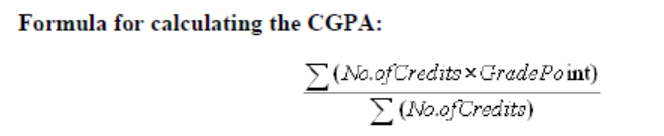 Formula for calculating the CGPA:
∑(No.ofCredits×GradePoint)
∑(No.ofCredits)